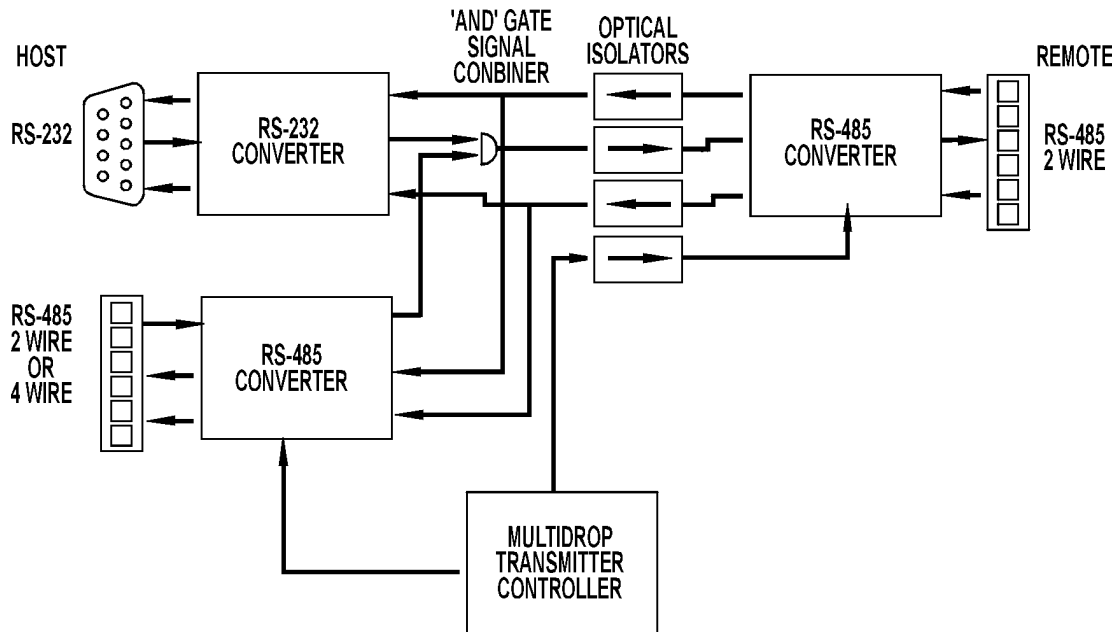 'AND' GATE
SIGNAL
CONBINER
OPTICAL
ISOLATORS
HOST
REMOTE
RS-232
RS-232
CONVERTER
RS-485
CONVERTER
RS-485
2 WIRE
RS-485
2 WIRE
OR
4 WIRE
RS-485
CONVERTER
MULTIDROP
TRANSMITTER
CONTROLLER